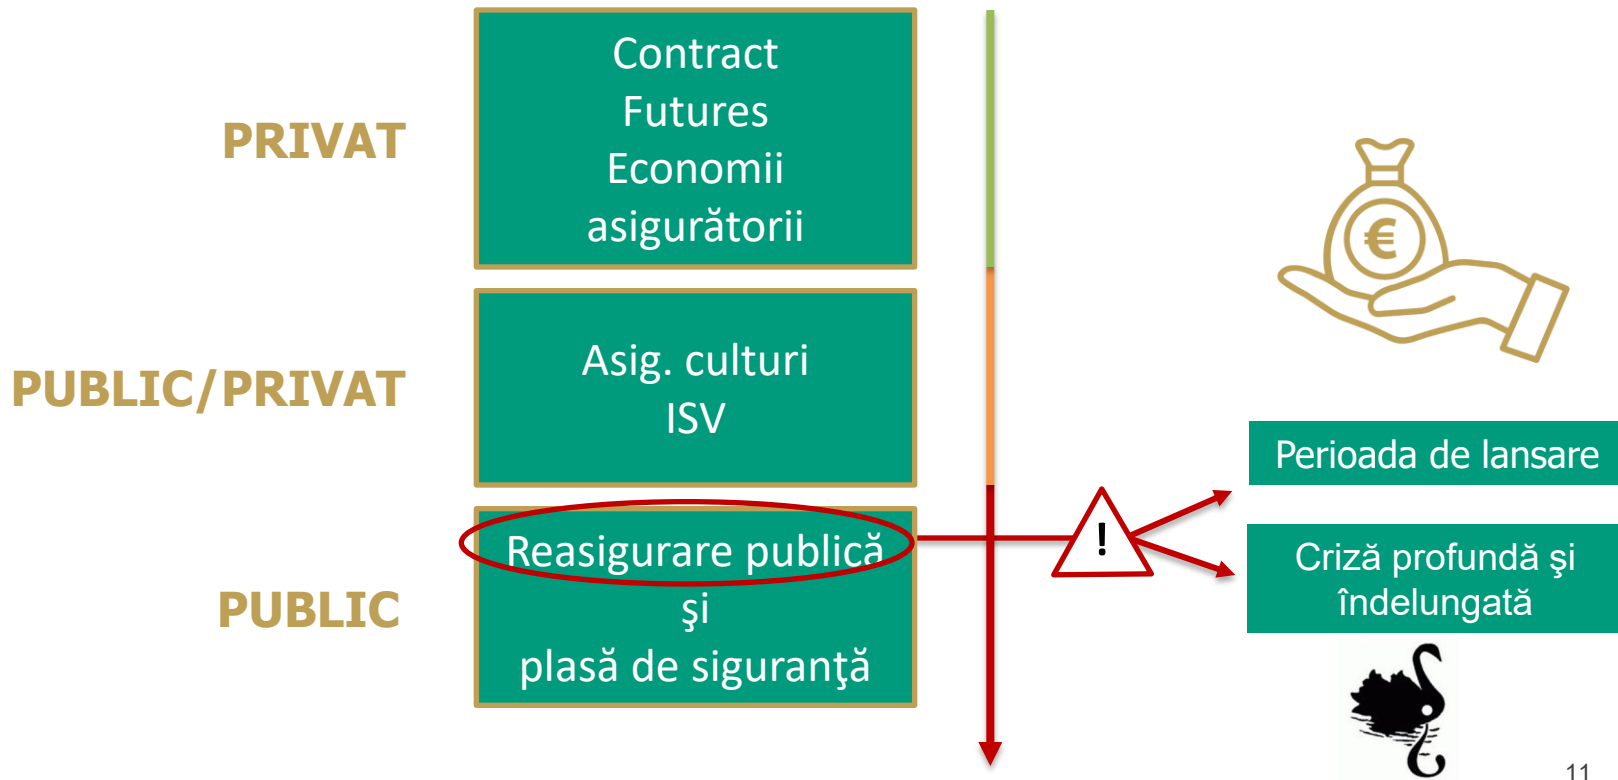 PRIVAT
Contract
Futures
Economii
asigurătorii
PUBLIC/PRIVAT
Asig. culturi
ISV
PUBLIC
Reasigurare publică
şi
plasă de siguranţă
€
!
Perioada de lansare
Criză profundă şi
îndelungată
11